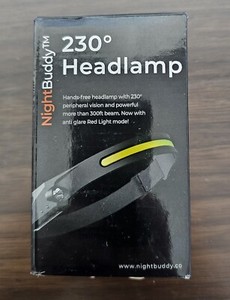 NightBuddy™
230°
Headlamp
Hands-free headlamp with 230°
peripheral vision and powerful
more than 300ft beam. Now with
anti glare Red Light mode!
www.nightbuddy.co